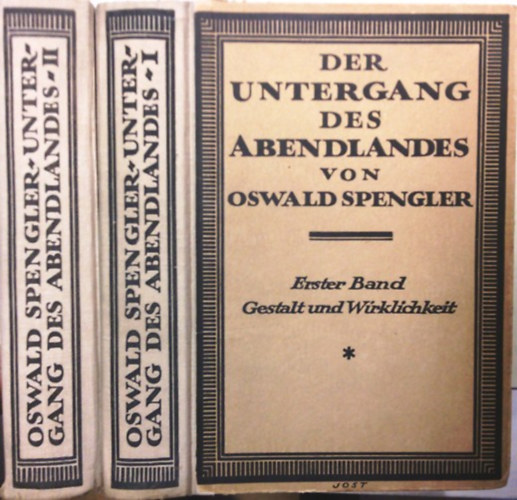 OSWALD SPENGLER-UNTER-
GANG DES ABENDLANDES-II
OSWALD SPENGLER-UNTER-
GANG DES ABENDLANDES-I
DER
UNTERGANG
DES
ABENDLANDES
VON
OSWALD SPENGLER
Erster Band
Gestalt und Wirklichkeit
*
JOST